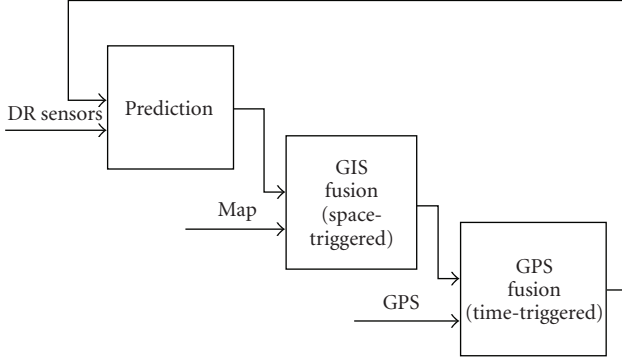 DR sensors
Prediction
Map
GIS
fusion
(space-
triggered)
GPS
GPS
fusion
(time-triggered)